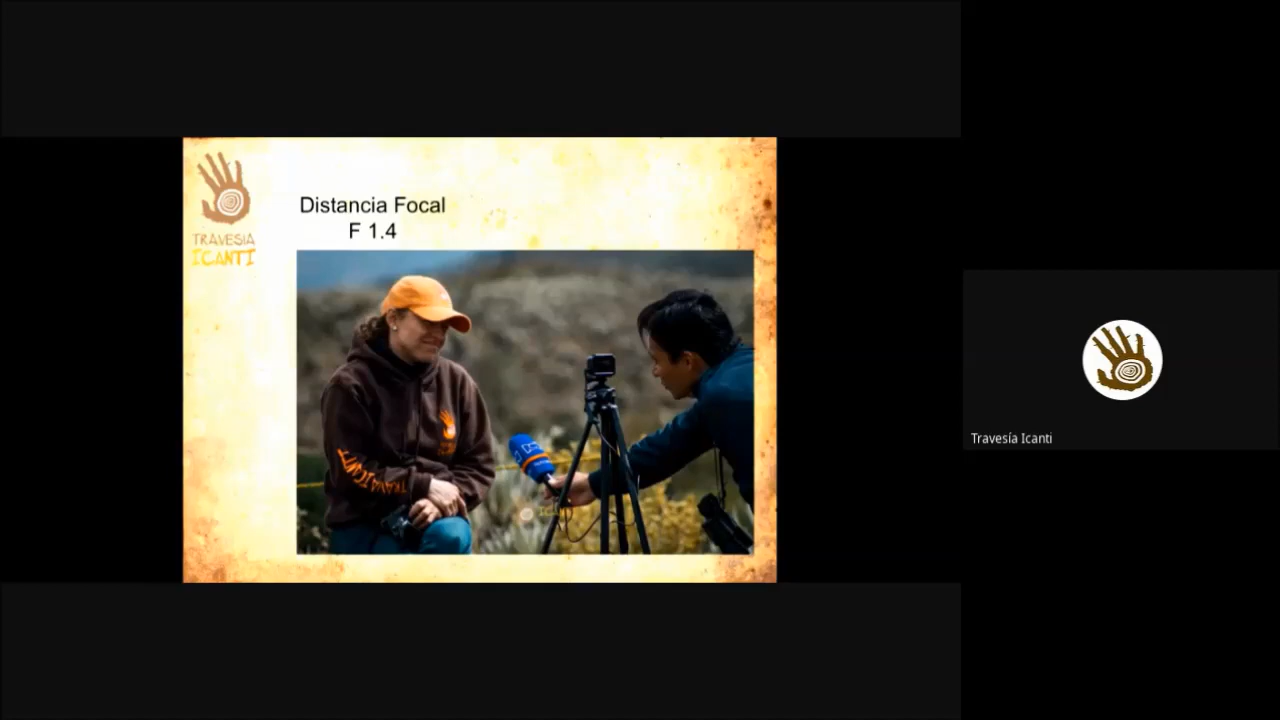 Distancia Focal
F 1.4
TRAVESIA
ICANTI
Travesía Icanti